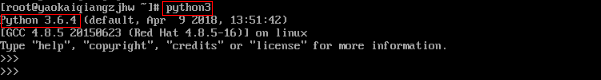 [root@yaokaiqiangzjhw ~]# python3
Python 3.6.4 (default, Apr  9 2018, 13:51:42)
[GCC 4.8.5 20150623 (Red Hat 4.8.5-16)] on linux
Type "help", "copyright", "credits" or "license" for more information.
>>>
>>>